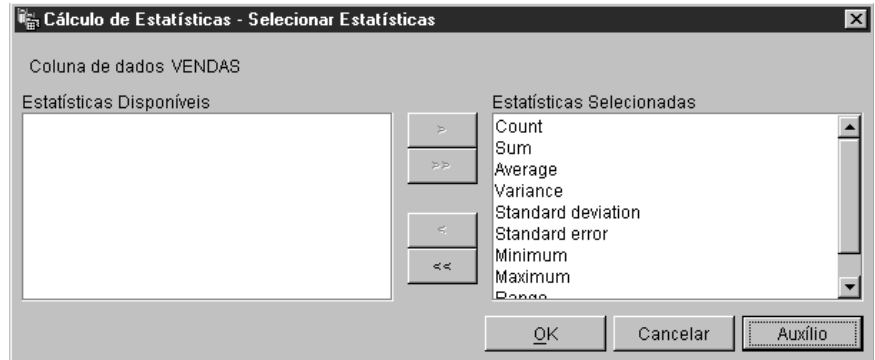 Cálculo de Estatísticas - Selecionar Estatísticas
Coluna de dados VENDAS
Estatísticas Disponíveis
Estatísticas Selecionadas
>
>>
<
<<
Count
Sum
Average
Variance
Standard deviation
Standard error
Minimum
Maximum
Range
OK
Cancelar
Auxílio